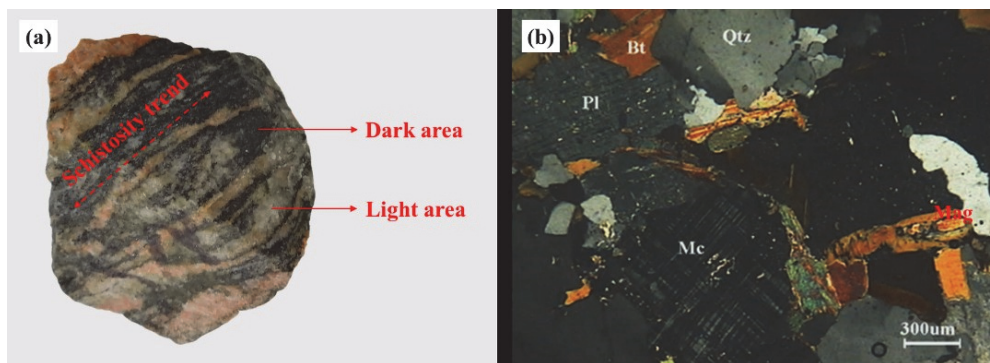 (a)
Schistosity trend
Dark area
Light area
(b)
Bt
Qtz
Pl
Mag
Mc
300um